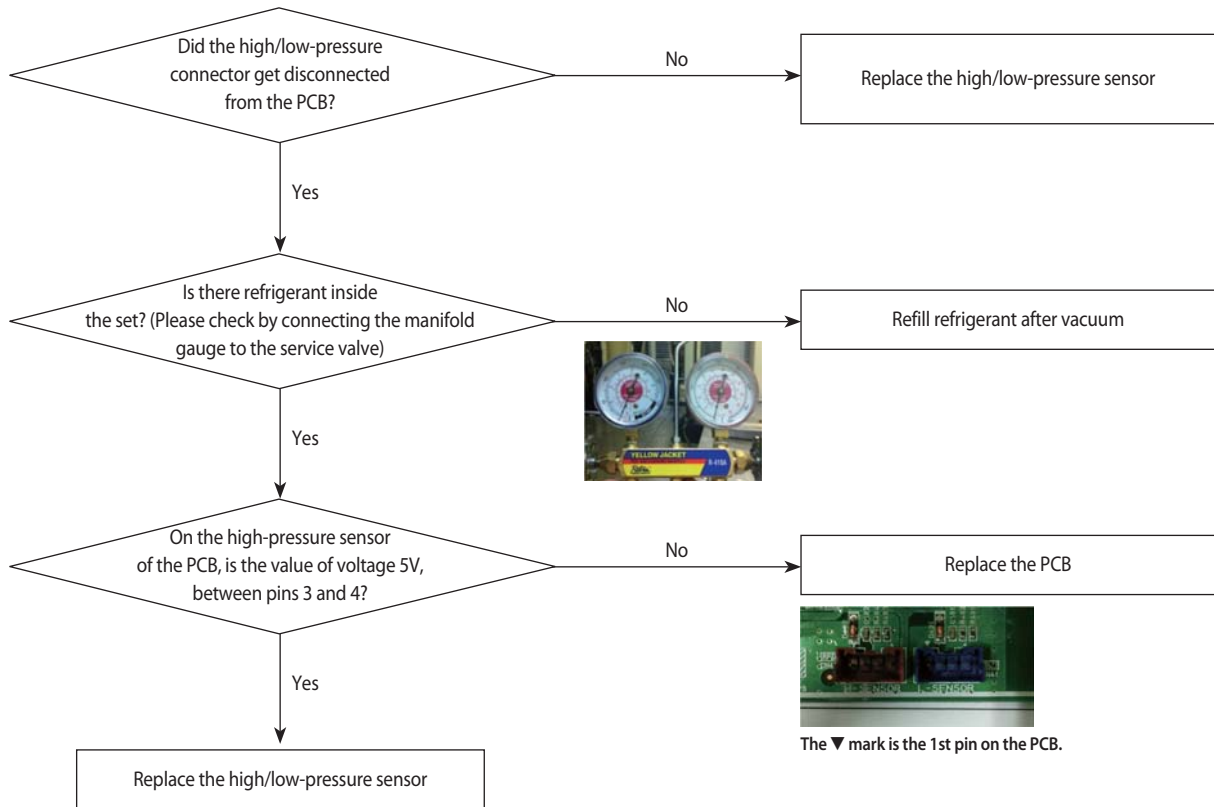 Did the high/low-pressure
connector get disconnected
from the PCB?
No
Replace the high/low-pressure sensor
Yes
Is there refrigerant inside
the set? (Please check by connecting the manifold
gauge to the service valve)
No
Refill refrigerant after vacuum
YELLOW JACKET
R-410A
Yes
On the high-pressure sensor
of the PCB, is the value of voltage 5V,
between pins 3 and 4?
No
Replace the PCB
H-SENSOR
L-SENSOR
The ▼ mark is the 1st pin on the PCB.
Yes
Replace the high/low-pressure sensor